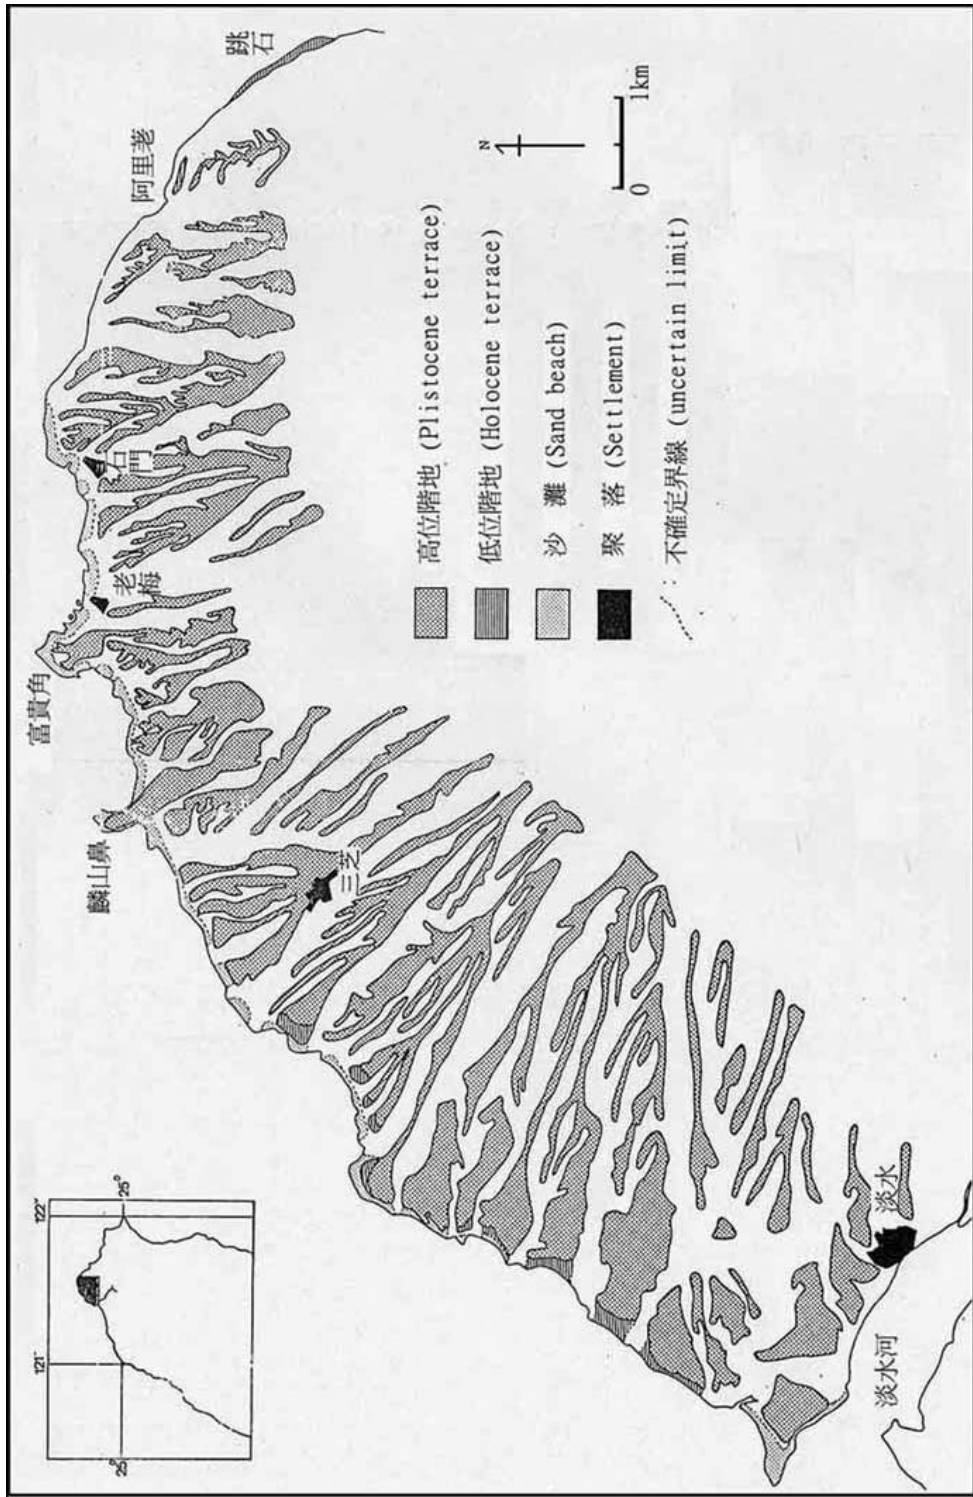 跳石
阿里荖
石門
老梅
富貴角
麟山鼻
三芝
淡水
淡水河
N
0 1km
高位階地 (Plistocene terrace)
低位階地 (Holocene terrace)
沙 灘 (Sand beach)
聚 落 (Settlement)
: 不確定界線 (uncertain limit)
121°
122°
25°
25°